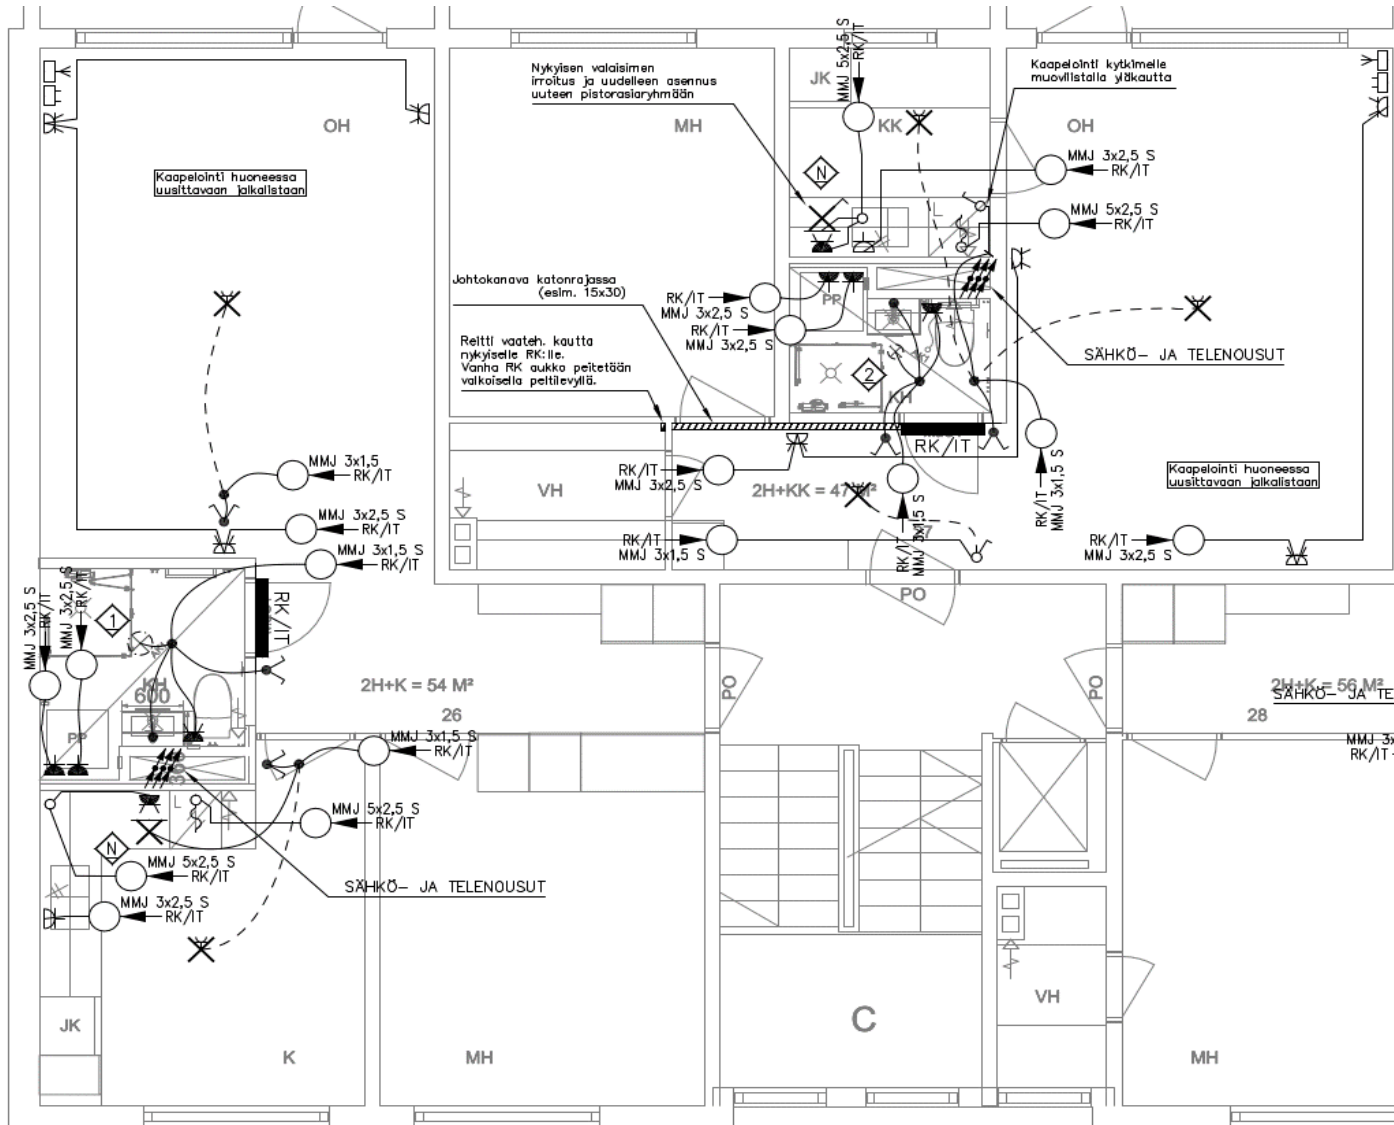 Nykyisen valaisimen
irroitus ja uudelleen asennus
uuteen pistorasiaryhmään
MMJ 5x2,5 S
RK/IT
Kaapelointi kytkimelle
muovilistalla yläkautta
JK
OH
MH
KK
OH
Kaapelointi huoneessa
uusittavaan jalkalistaan
N
MMJ 3x2,5 S
RK/IT
L
MMJ 5x2,5 S
RK/IT
Johtokanava katonrajassa
(esim. 15x30)
RK/IT
MMJ 3x2,5 S
RK/IT
MMJ 3x2,5 S
PP
SÄHKÖ- JA TELENOUSUT
Reitti vaateh. kautta
nykyiselle RK:lle.
Vanha RK aukko peitetään
valkoisella peltilevyllä.
2
KH
RK/IT
MMJ 3x1,5
RK/IT
RK/IT
MMJ 3x2,5 S
VH
2H+KK = 47 M²
RK/IT
MMJ 3x1,5 S
RK/IT
MMJ 3x1,5 S
Kaapelointi huoneessa
uusittavaan jalkalistaan
MMJ 3x2,5 S
RK/IT
MMJ 3x1,5 S
RK/IT
RK/IT
MMJ 3x1,5 S
RK/IT
MMJ 3x2,5 S
PO
MMJ 3x2,5 S
RK/IT
MMJ 3x2,5 S
RK/IT
1
RK/IT
KH
600
PP
2H+K = 54 M²
26
PO
PO
2H+K = 56 M²
SÄHKÖ- JA TE
28
MMJ 3x1,5 S
RK/IT
MMJ 3x
RK/IT
L
MMJ 5x2,5 S
RK/IT
N
MMJ 5x2,5 S
RK/IT
SÄHKÖ- JA TELENOUSUT
MMJ 3x2,5 S
RK/IT
JK
K
MH
C
VH
MH